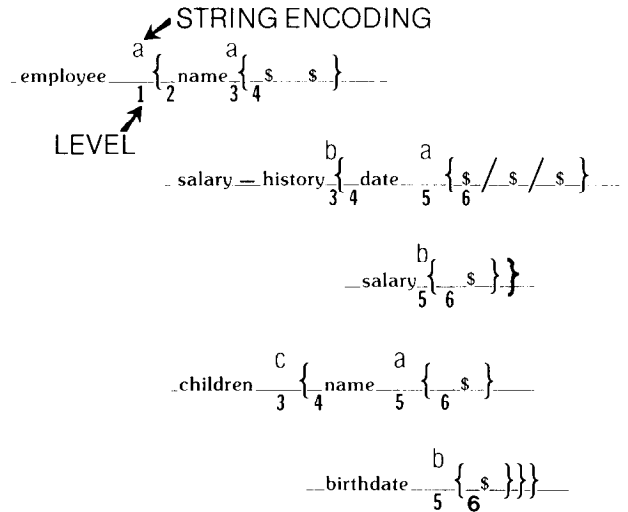 STRING ENCODING
a a
employee { name { $ $ }
1 2 3 4
LEVEL
b a
salary — history { date { $ / $ / $ }
3 4 5 6
b
salary { $ } }
5 6
c a
children { name { $ }
3 4 5 6
b
birthdate { $ } } }
5 6